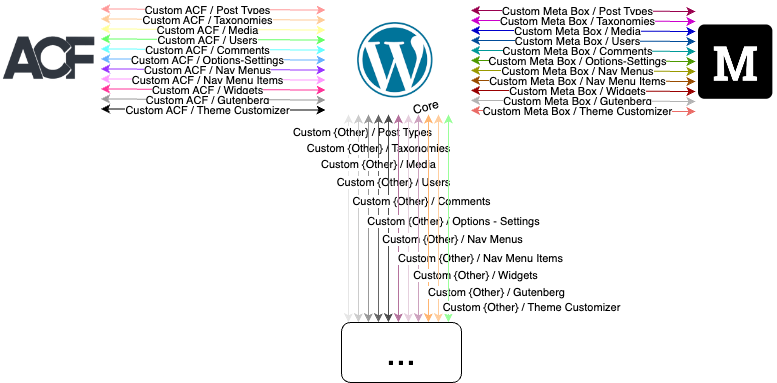 ACF
Custom ACF / Post Types
Custom ACF / Taxonomies
Custom ACF / Media
Custom ACF / Users
Custom ACF / Comments
Custom ACF / Options-Settings
Custom ACF / Nav Menus
Custom ACF / Nav Menu Items
Custom ACF / Widgets
Custom ACF / Gutenberg
Custom ACF / Theme Customizer
W
Core
Custom Meta Box / Post Types
Custom Meta Box / Taxonomies
Custom Meta Box / Media
Custom Meta Box / Users
Custom Meta Box / Comments
Custom Meta Box / Options-Settings
Custom Meta Box / Nav Menus
Custom Meta Box / Nav Menu Items
Custom Meta Box / Widgets
Custom Meta Box / Gutenberg
Custom Meta Box / Theme Customizer
M
Custom {Other} / Post Types
Custom {Other} / Taxonomies
Custom {Other} / Media
Custom {Other} / Users
Custom {Other} / Comments
Custom {Other} / Options - Settings
Custom {Other} / Nav Menus
Custom {Other} / Nav Menu Items
Custom {Other} / Widgets
Custom {Other} / Gutenberg
Custom {Other} / Theme Customizer
...